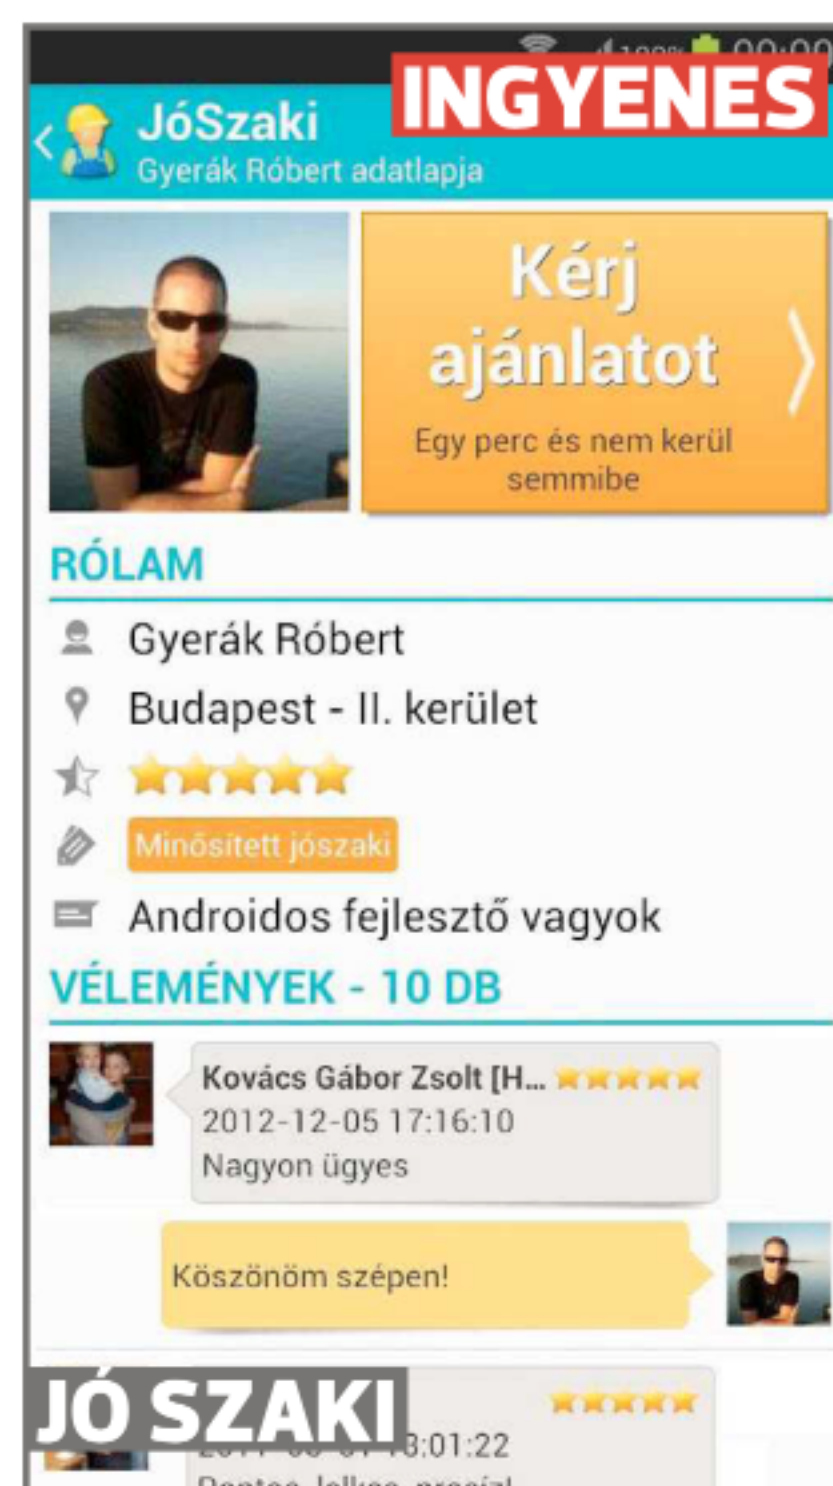 INGYENES
JóSzaki
Gyerák Róbert adatlapja
Kérj
ajánlatot
Egy perc és nem kerül
semmibe
RÓLAM
Gyerák Róbert
Budapest - II. kerület
Minősített jószaki
Androidos fejlesztő vagyok
VÉLEMÉNYEK - 10 DB
Kovács Gábor Zsolt [H...
2012-12-05 17:16:10
Nagyon ügyes
Köszönöm szépen!
JÓ SZAKI
:01:22